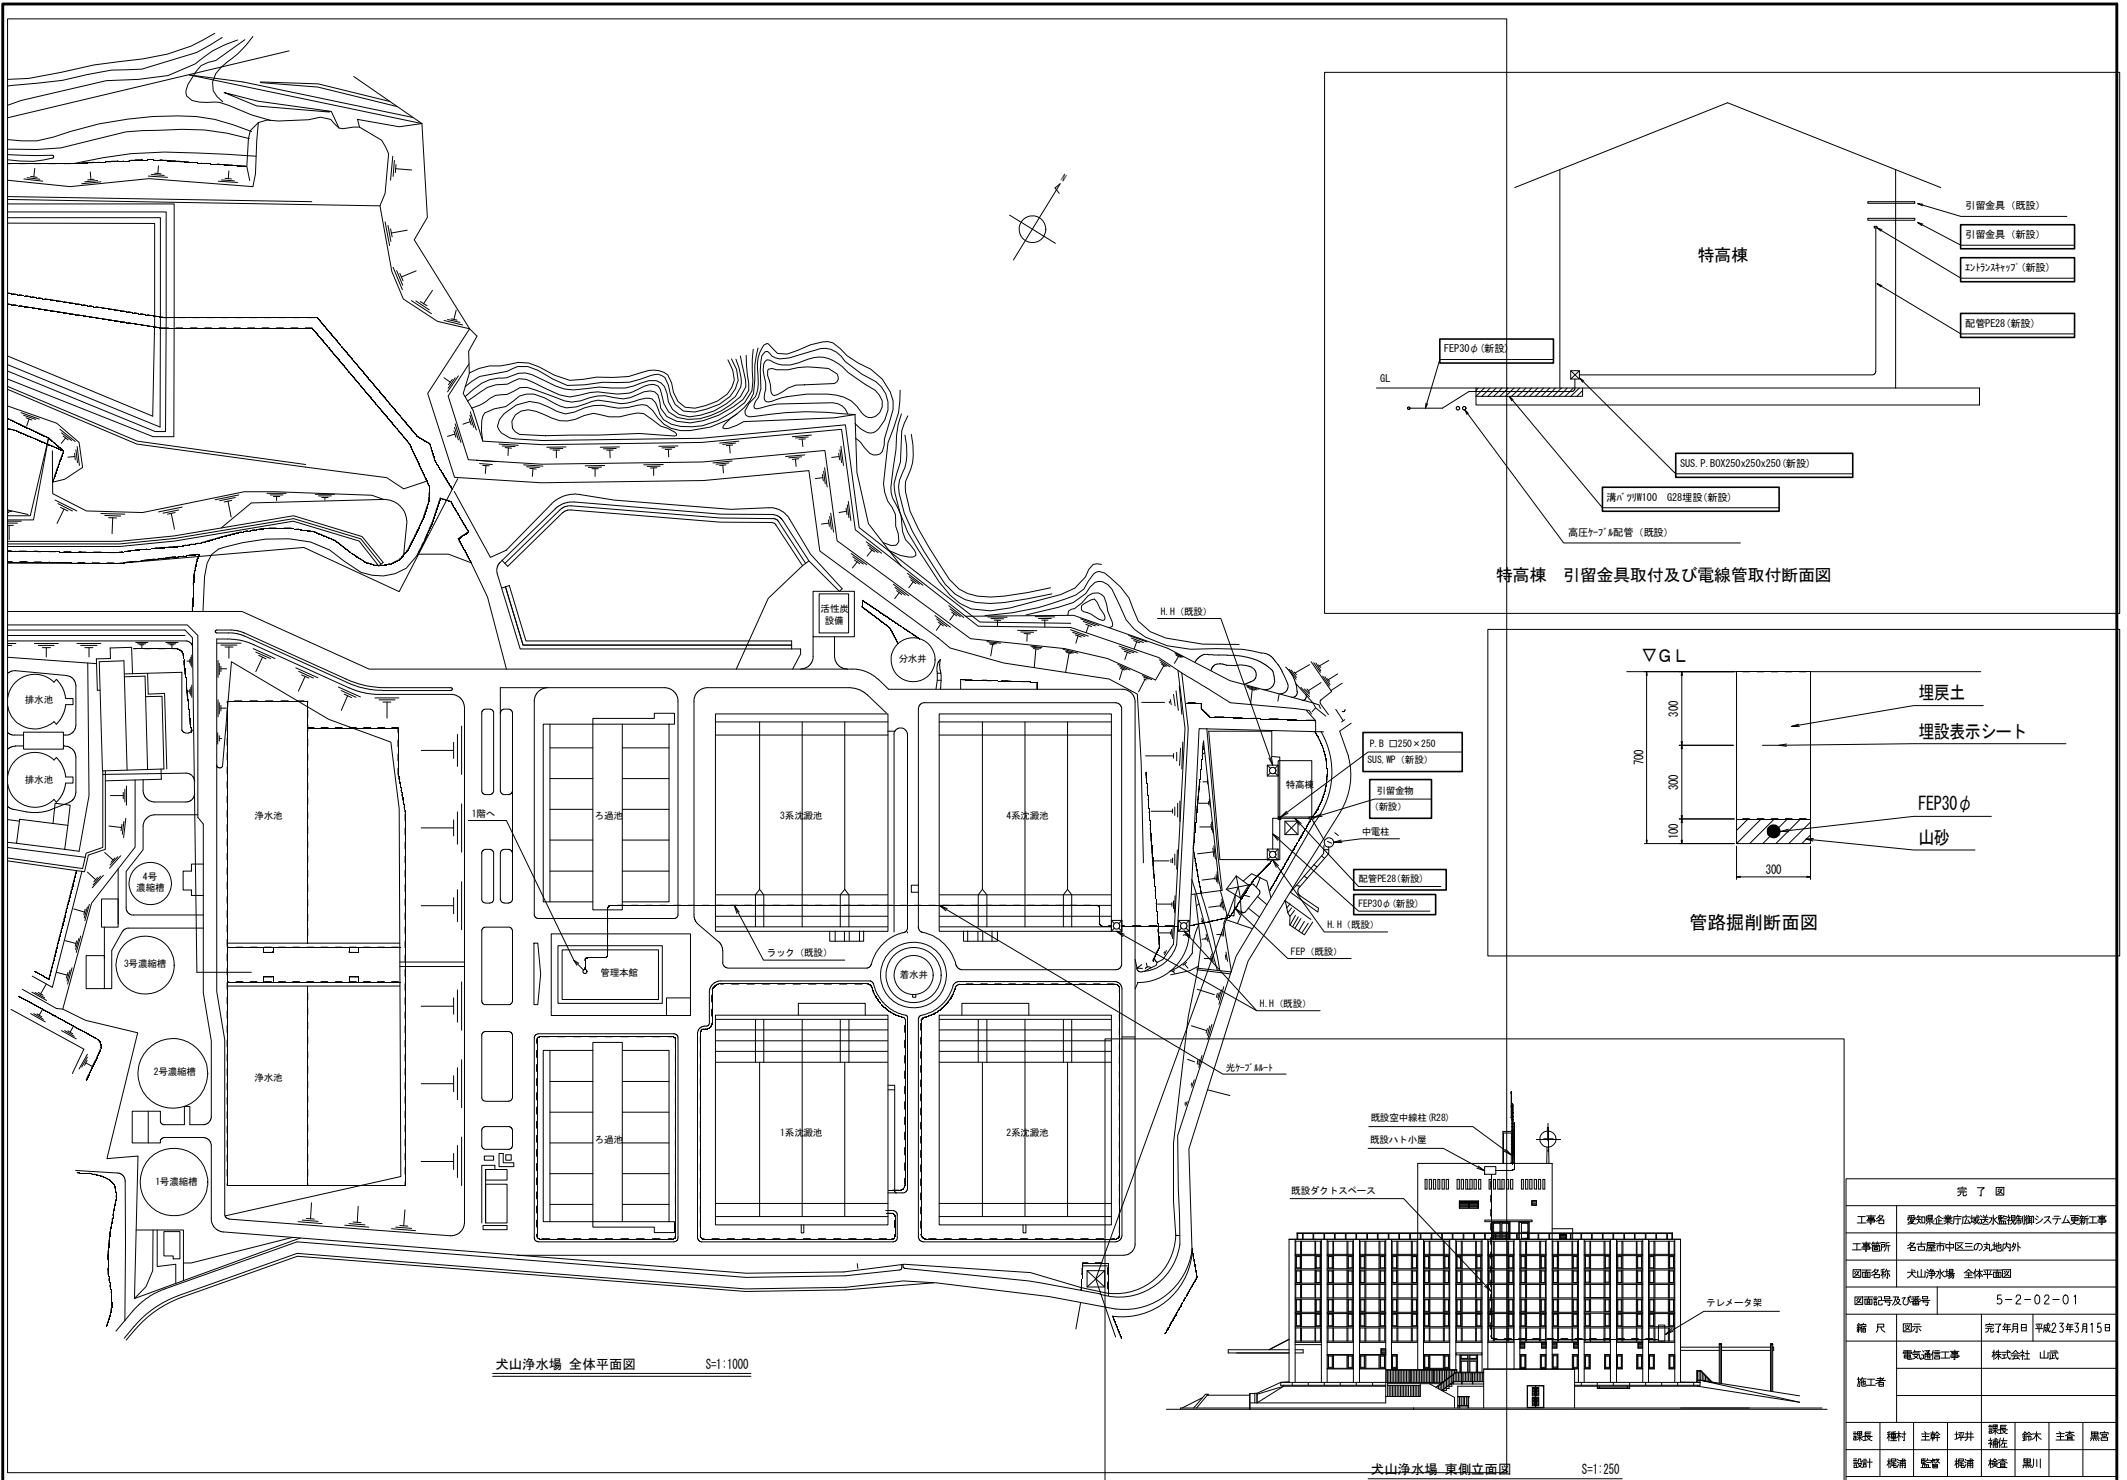 特高棟
引留金具（既設）
引留金具（新設）
エントランスキャップ（新設）
配管PE28(新設)
FEP30φ(新設)
GL
SUS.P.BOX250x250x250(新設)
溝ハツリW100　G28埋設(新設)
高圧ケーブル配管（既設）
特高棟　引留金具取付及び電線管取付断面図
▽GL
埋戻土
埋設表示シート
FEP30φ
山砂
700
300
300
100
300
管路掘削断面図
活性炭
設備
分水井
H.H（既設）
P.B □250×250
SUS,WP（新設）
特高棟
引留金物
（新設）
中電柱
配管PE28(新設)
FEP30φ(新設)
H.H（既設）
FEP（既設）
H.H（既設）
光ケーブルルート
排水池
排水池
浄水池
浄水池
1階へ
ろ過池
ろ過池
3系沈澱池
4系沈澱池
1系沈澱池
2系沈澱池
ラック（既設）
管理本館
着水井
4号
濃縮槽
3号濃縮槽
2号濃縮槽
1号濃縮槽
犬山浄水場 全体平面図　S=1:1000
既設空中線柱(R28)
既設ハト小屋
既設ダクトスペース
テレメータ架
犬山浄水場 東側立面図　S=1:250
完 了 図
工事名　愛知県企業庁広域送水監視制御システム更新工事
工事箇所　名古屋市中区三の丸地内外
図面名称　犬山浄水場　全体平面図
図面記号及び番号　5-2-02-01
縮 尺　図示　完了年月日　平成23年3月15日
施工者　電気通信工事　株式会社　山武
課長　種村　主幹　坪井　課長補佐　鈴木　主査　黒宮
設計　梶浦　監督　梶浦　検査　黒川